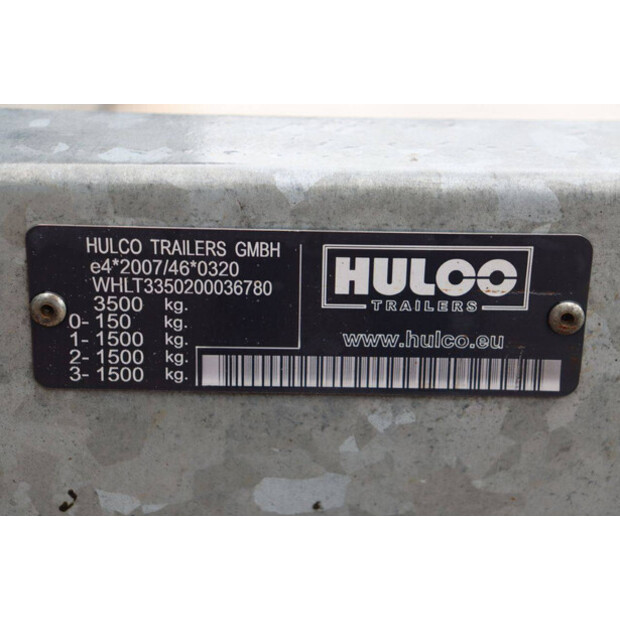 HULCO TRAILERS GMBH
e4*2007/46*0320
WHLT3350200036780
3500 kg.
0- 150 kg.
1- 1500 kg.
2- 1500 kg.
3- 1500 kg.
HULCO
TRAILERS
www.hulco.eu